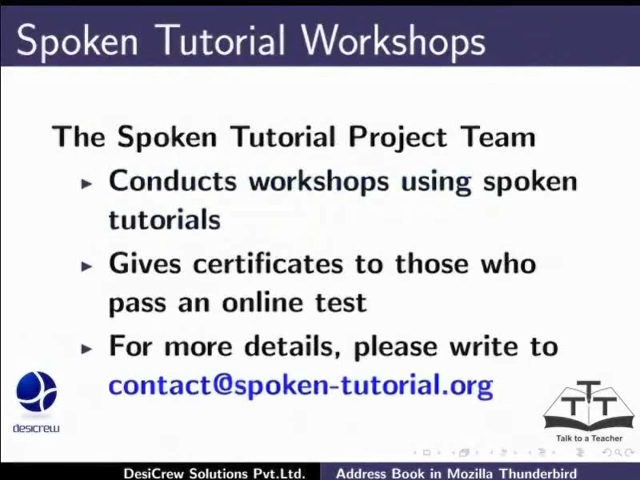 Spoken Tutorial Workshops
The Spoken Tutorial Project Team
Conducts workshops using spoken
tutorials
Gives certificates to those who
pass an online test
For more details, please write to
contact@spoken-tutorial.org
desicrew
TTT
Talk to a Teacher
DesiCrew Solutions Pvt.Ltd.
Address Book in Mozilla Thunderbird